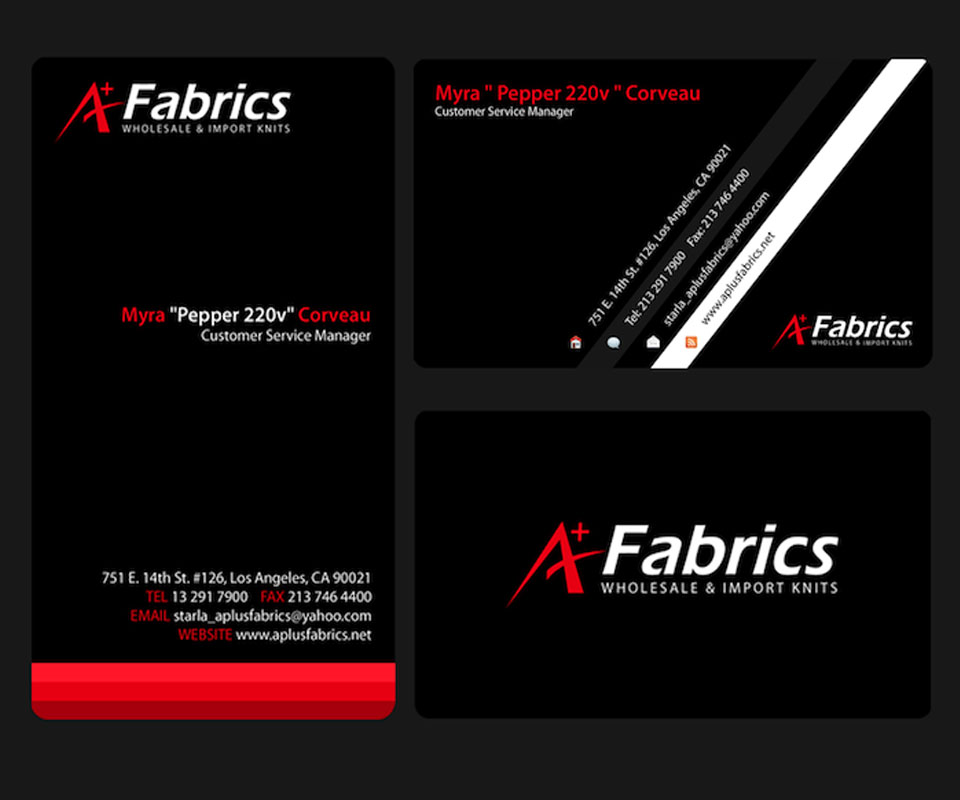 A+ Fabrics
WHOLESALE & IMPORT KNITS
Myra "Pepper 220v" Corveau
Customer Service Manager
751 E. 14th St. #126, Los Angeles, CA 90021
TEL 13 291 7900 FAX 213 746 4400
EMAIL starla_aplusfabrics@yahoo.com
WEBSITE www.aplusfabrics.net
Myra " Pepper 220v " Corveau
Customer Service Manager
751 E. 14th St. #126, Los Angeles, CA 90021
Tel: 213 291 7900 Fax: 213 746 4400
starla_aplusfabrics@yahoo.com
www.aplusfabrics.net
A+ Fabrics
WHOLESALE & IMPORT KNITS
A+ Fabrics
WHOLESALE & IMPORT KNITS